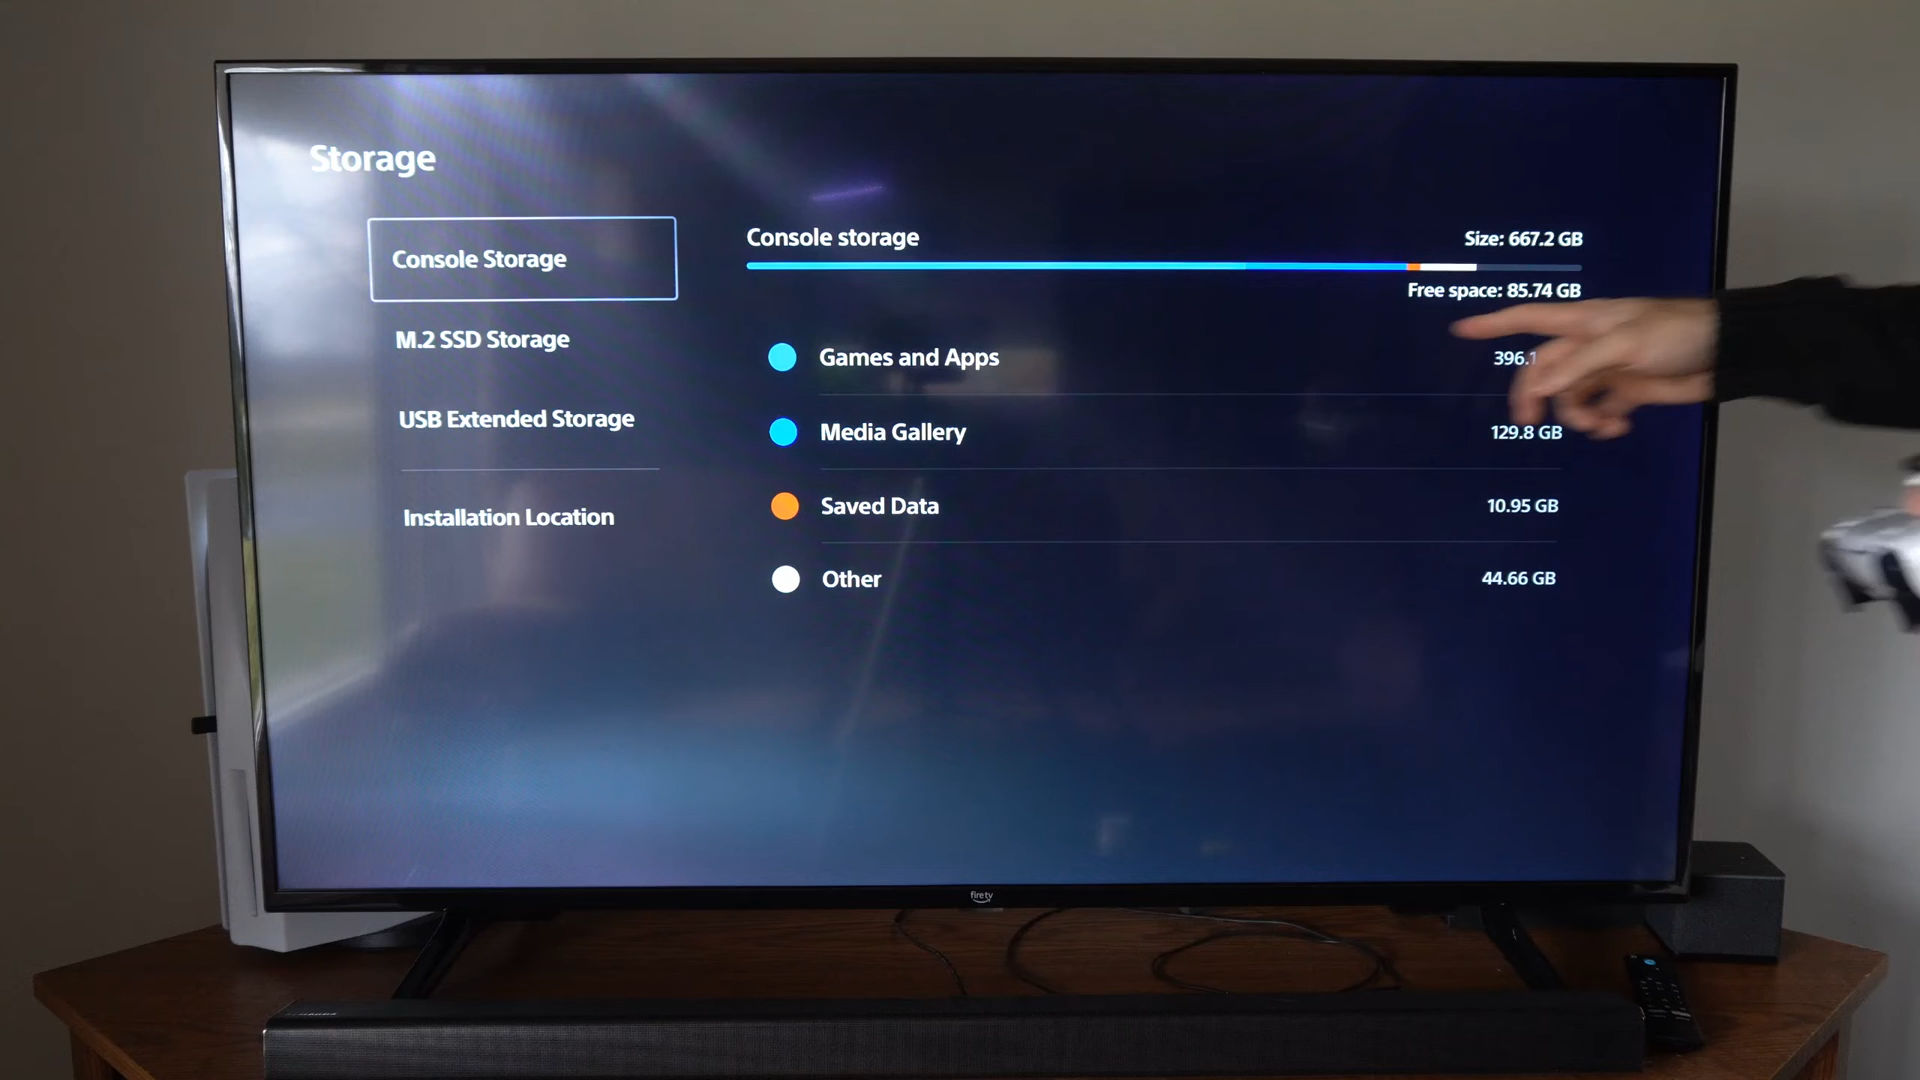 Storage
Console Storage
M.2 SSD Storage
USB Extended Storage
Installation Location
Console storage
Size: 667.2 GB
Free space: 85.74 GB
Games and Apps
396.1
Media Gallery
129.8 GB
Saved Data
10.95 GB
Other
44.66 GB
fire tv